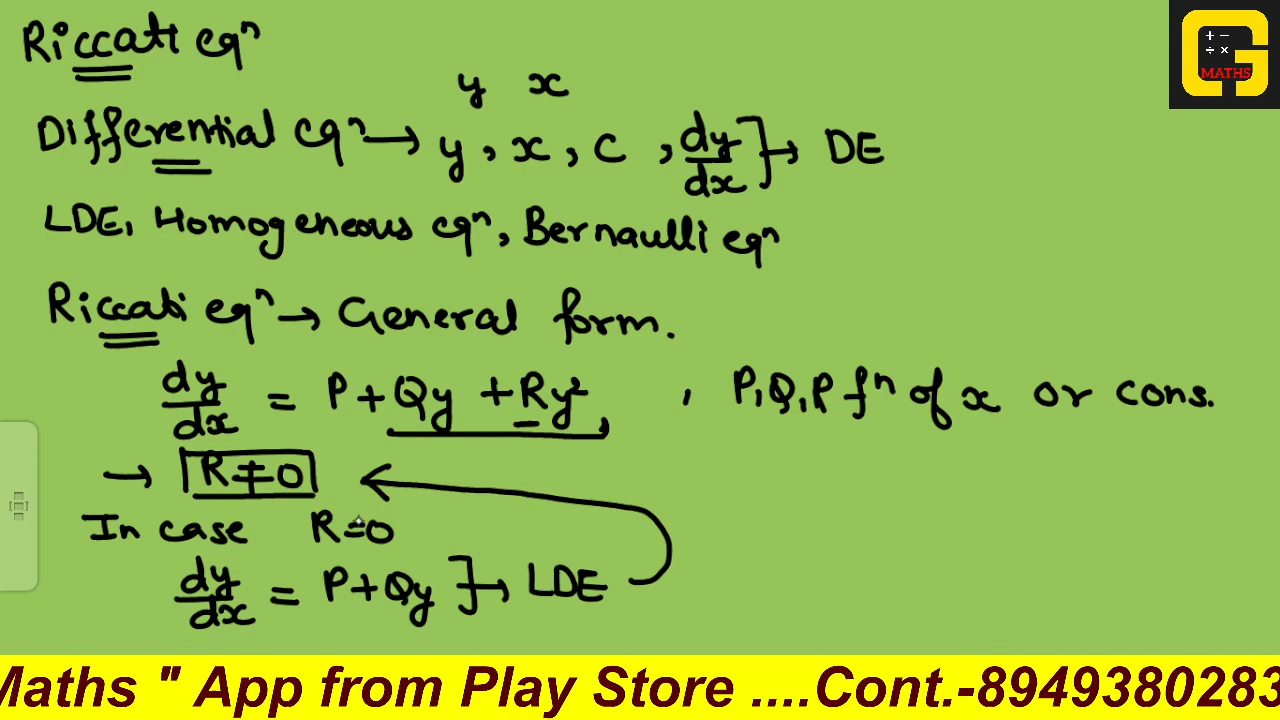 Riccati eqⁿ
+ −
÷ ×
MATHS
y x
Differential eqⁿ → y, x, C, dy/dx ] → DE
LDE, Homogeneous eqⁿ, Bernaulli eqⁿ
Riccati eqⁿ → General form.
dy/dx = P + Qy + Ry², , P, Q, P fⁿ of x or cons.
→ R ≠ 0 ←
In case R = 0
dy/dx = P + Qy ] → LDE
Maths " App from Play Store ....Cont.-8949380283